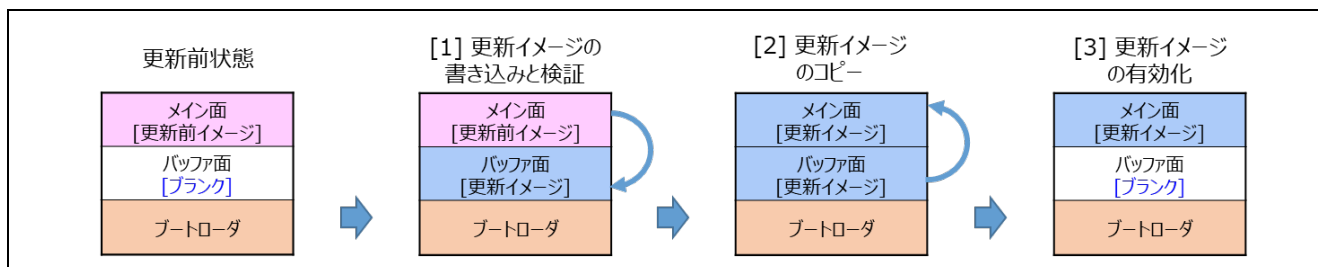 更新前状態
メイン面
[更新前イメージ]
バッファ面
[ブランク]
ブートローダ
[1] 更新イメージの
書き込みと検証
メイン面
[更新前イメージ]
バッファ面
[更新イメージ]
ブートローダ
[2] 更新イメージ
のコピー
メイン面
[更新イメージ]
バッファ面
[更新イメージ]
ブートローダ
[3] 更新イメージ
の有効化
メイン面
[更新イメージ]
バッファ面
[ブランク]
ブートローダ